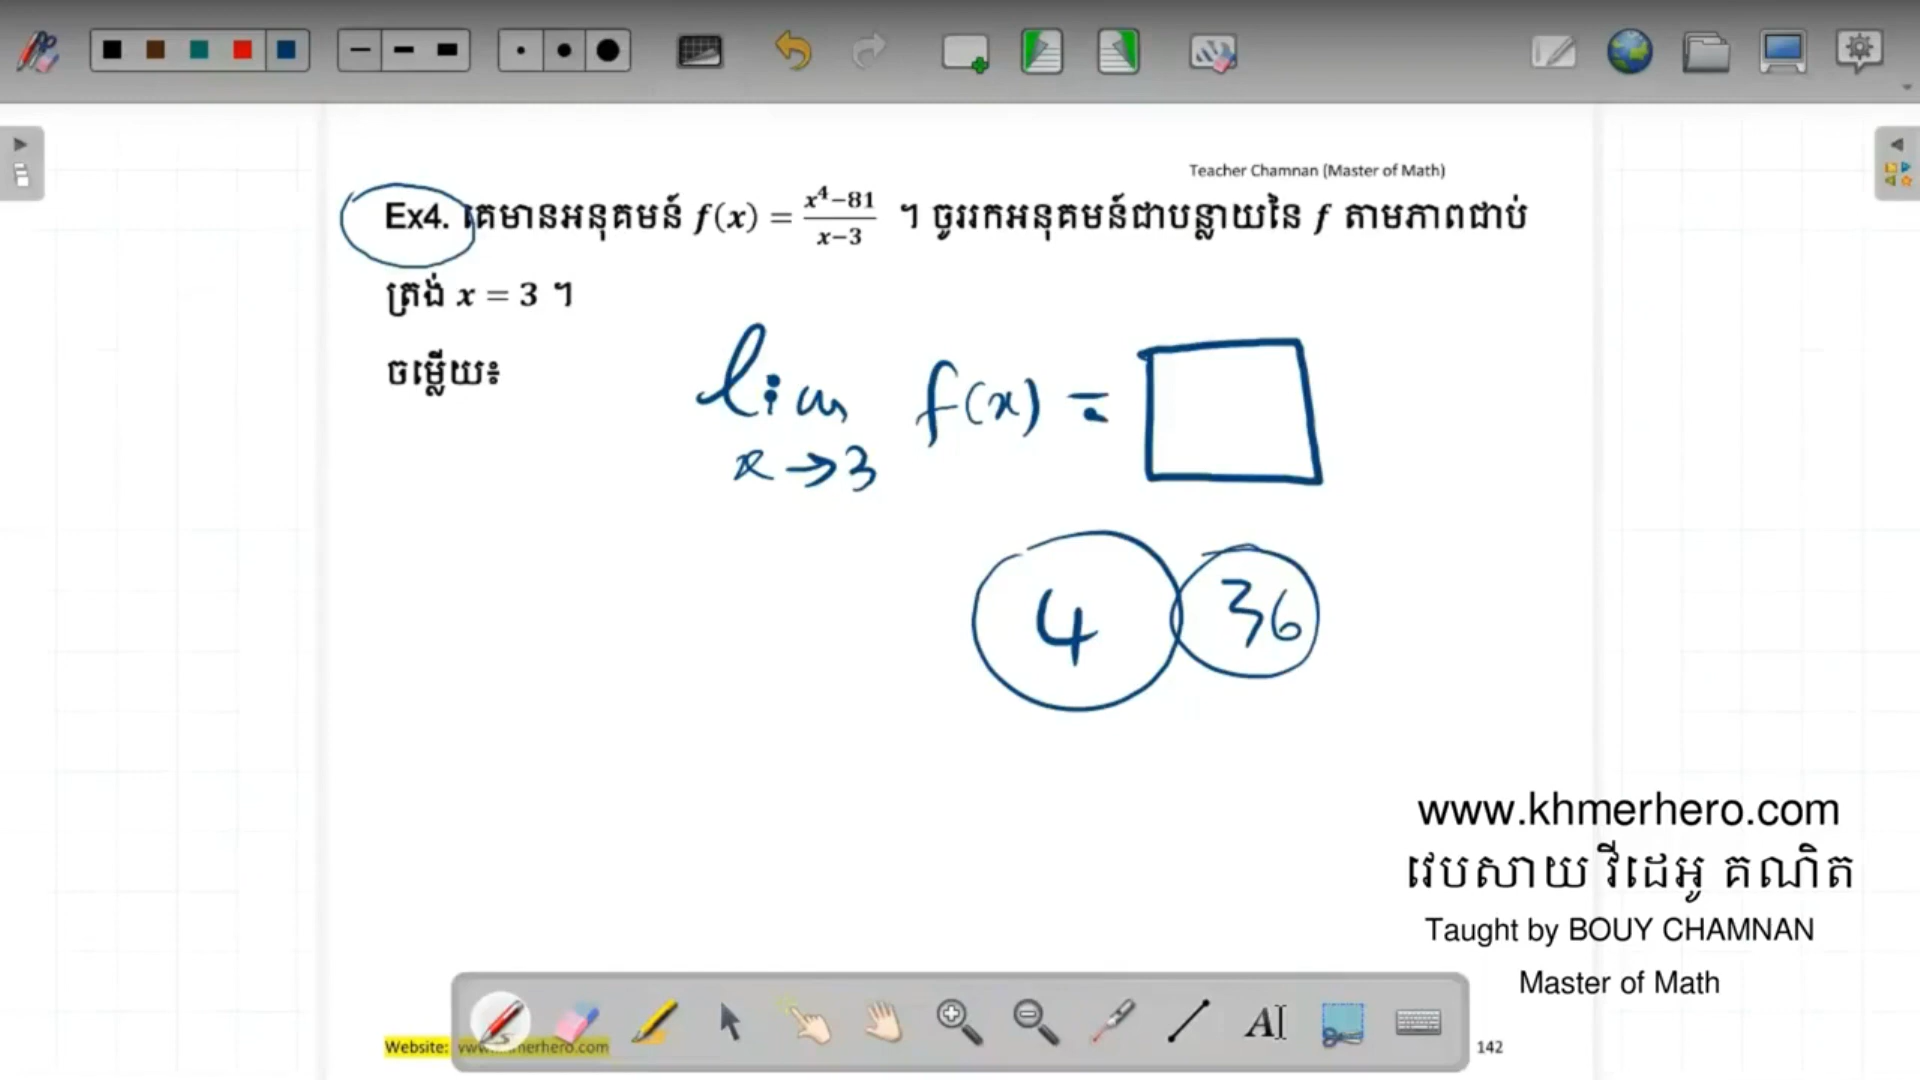 Teacher Chamnan (Master of Math)
Ex4. គេមានអនុគមន៍ f(x) = (x⁴−81)/(x−3) ។ ចូររកអនុគមន៍ជាបន្លាយនៃ f តាមភាពជាប់
ត្រង់ x = 3 ។
ចម្លើយ៖
lim f(x) =
x → 3
4 36
www.khmerhero.com
វេបសាយ វីដេអូ គណិត
Taught by BOUY CHAMNAN
Master of Math
Website: www.khmerhero.com
142